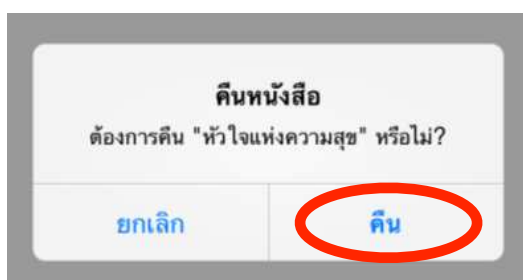 คืนหนังสือ
ต้องการคืน "หัวใจแห่งความสุข" หรือไม่?
ยกเลิก คืน